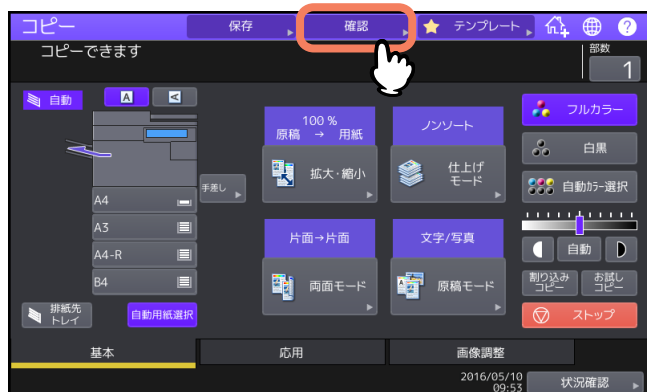 コピー
保存
確認
テンプレート
コピーできます
部数
1
自動
A
A
100 %
原稿 → 用紙
ノンソート
フルカラー
拡大・縮小
仕上げ
モード
白黒
自動ｶﾗｰ選択
手差し
A4
A3
A4-R
B4
片面→片面
文字/写真
両面モード
原稿モード
自動
割り込み
コピー
お試し
コピー
排紙先
トレイ
自動用紙選択
ストップ
基本
応用
画像調整
2016/05/10
09:53
状況確認